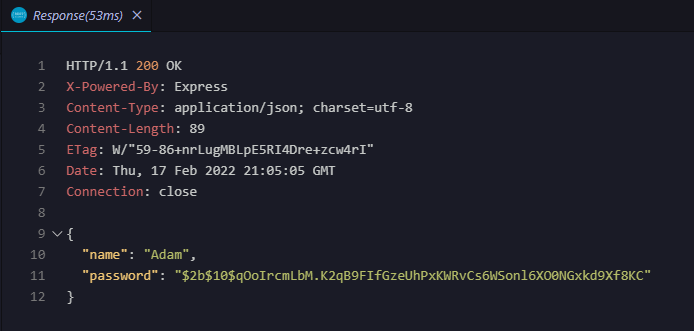 Response(53ms) ×
1 HTTP/1.1 200 OK
2 X-Powered-By: Express
3 Content-Type: application/json; charset=utf-8
4 Content-Length: 89
5 ETag: W/"59-86+nrLugMBLpE5RI4Dre+zcw4rI"
6 Date: Thu, 17 Feb 2022 21:05:05 GMT
7 Connection: close
8
9 {
10 "name": "Adam",
11 "password": "$2b$10$qOoIrcmLbM.K2qB9FIfGzeUhPxKWRvCs6WSonl6XO0NGxkd9Xf8KC"
12 }